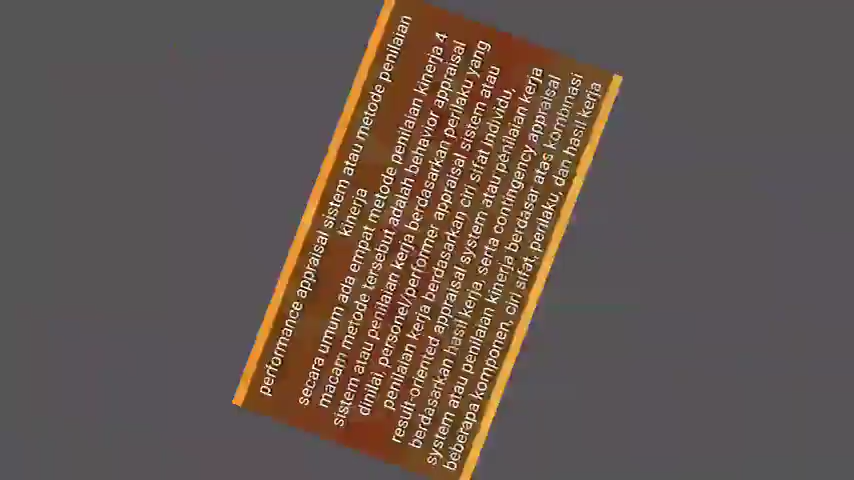 performance appraisal sistem atau metode penilaian
kinerja
secara umum ada empat metode penilaian kinerja 4
macam metode tersebut adalah behavior appraisal
sistem atau penilaian kerja berdasarkan perilaku yang
dinilai, personel/performer appraisal sistem atau
penilaian kerja berdasarkan ciri sifat individu,
result-oriented appraisal system atau penilaian kerja
berdasarkan hasil kerja, serta contingency appraisal
system atau penilaian kinerja berdasar atas kombinasi
beberapa komponen, ciri sifat, perilaku, dan hasil kerja